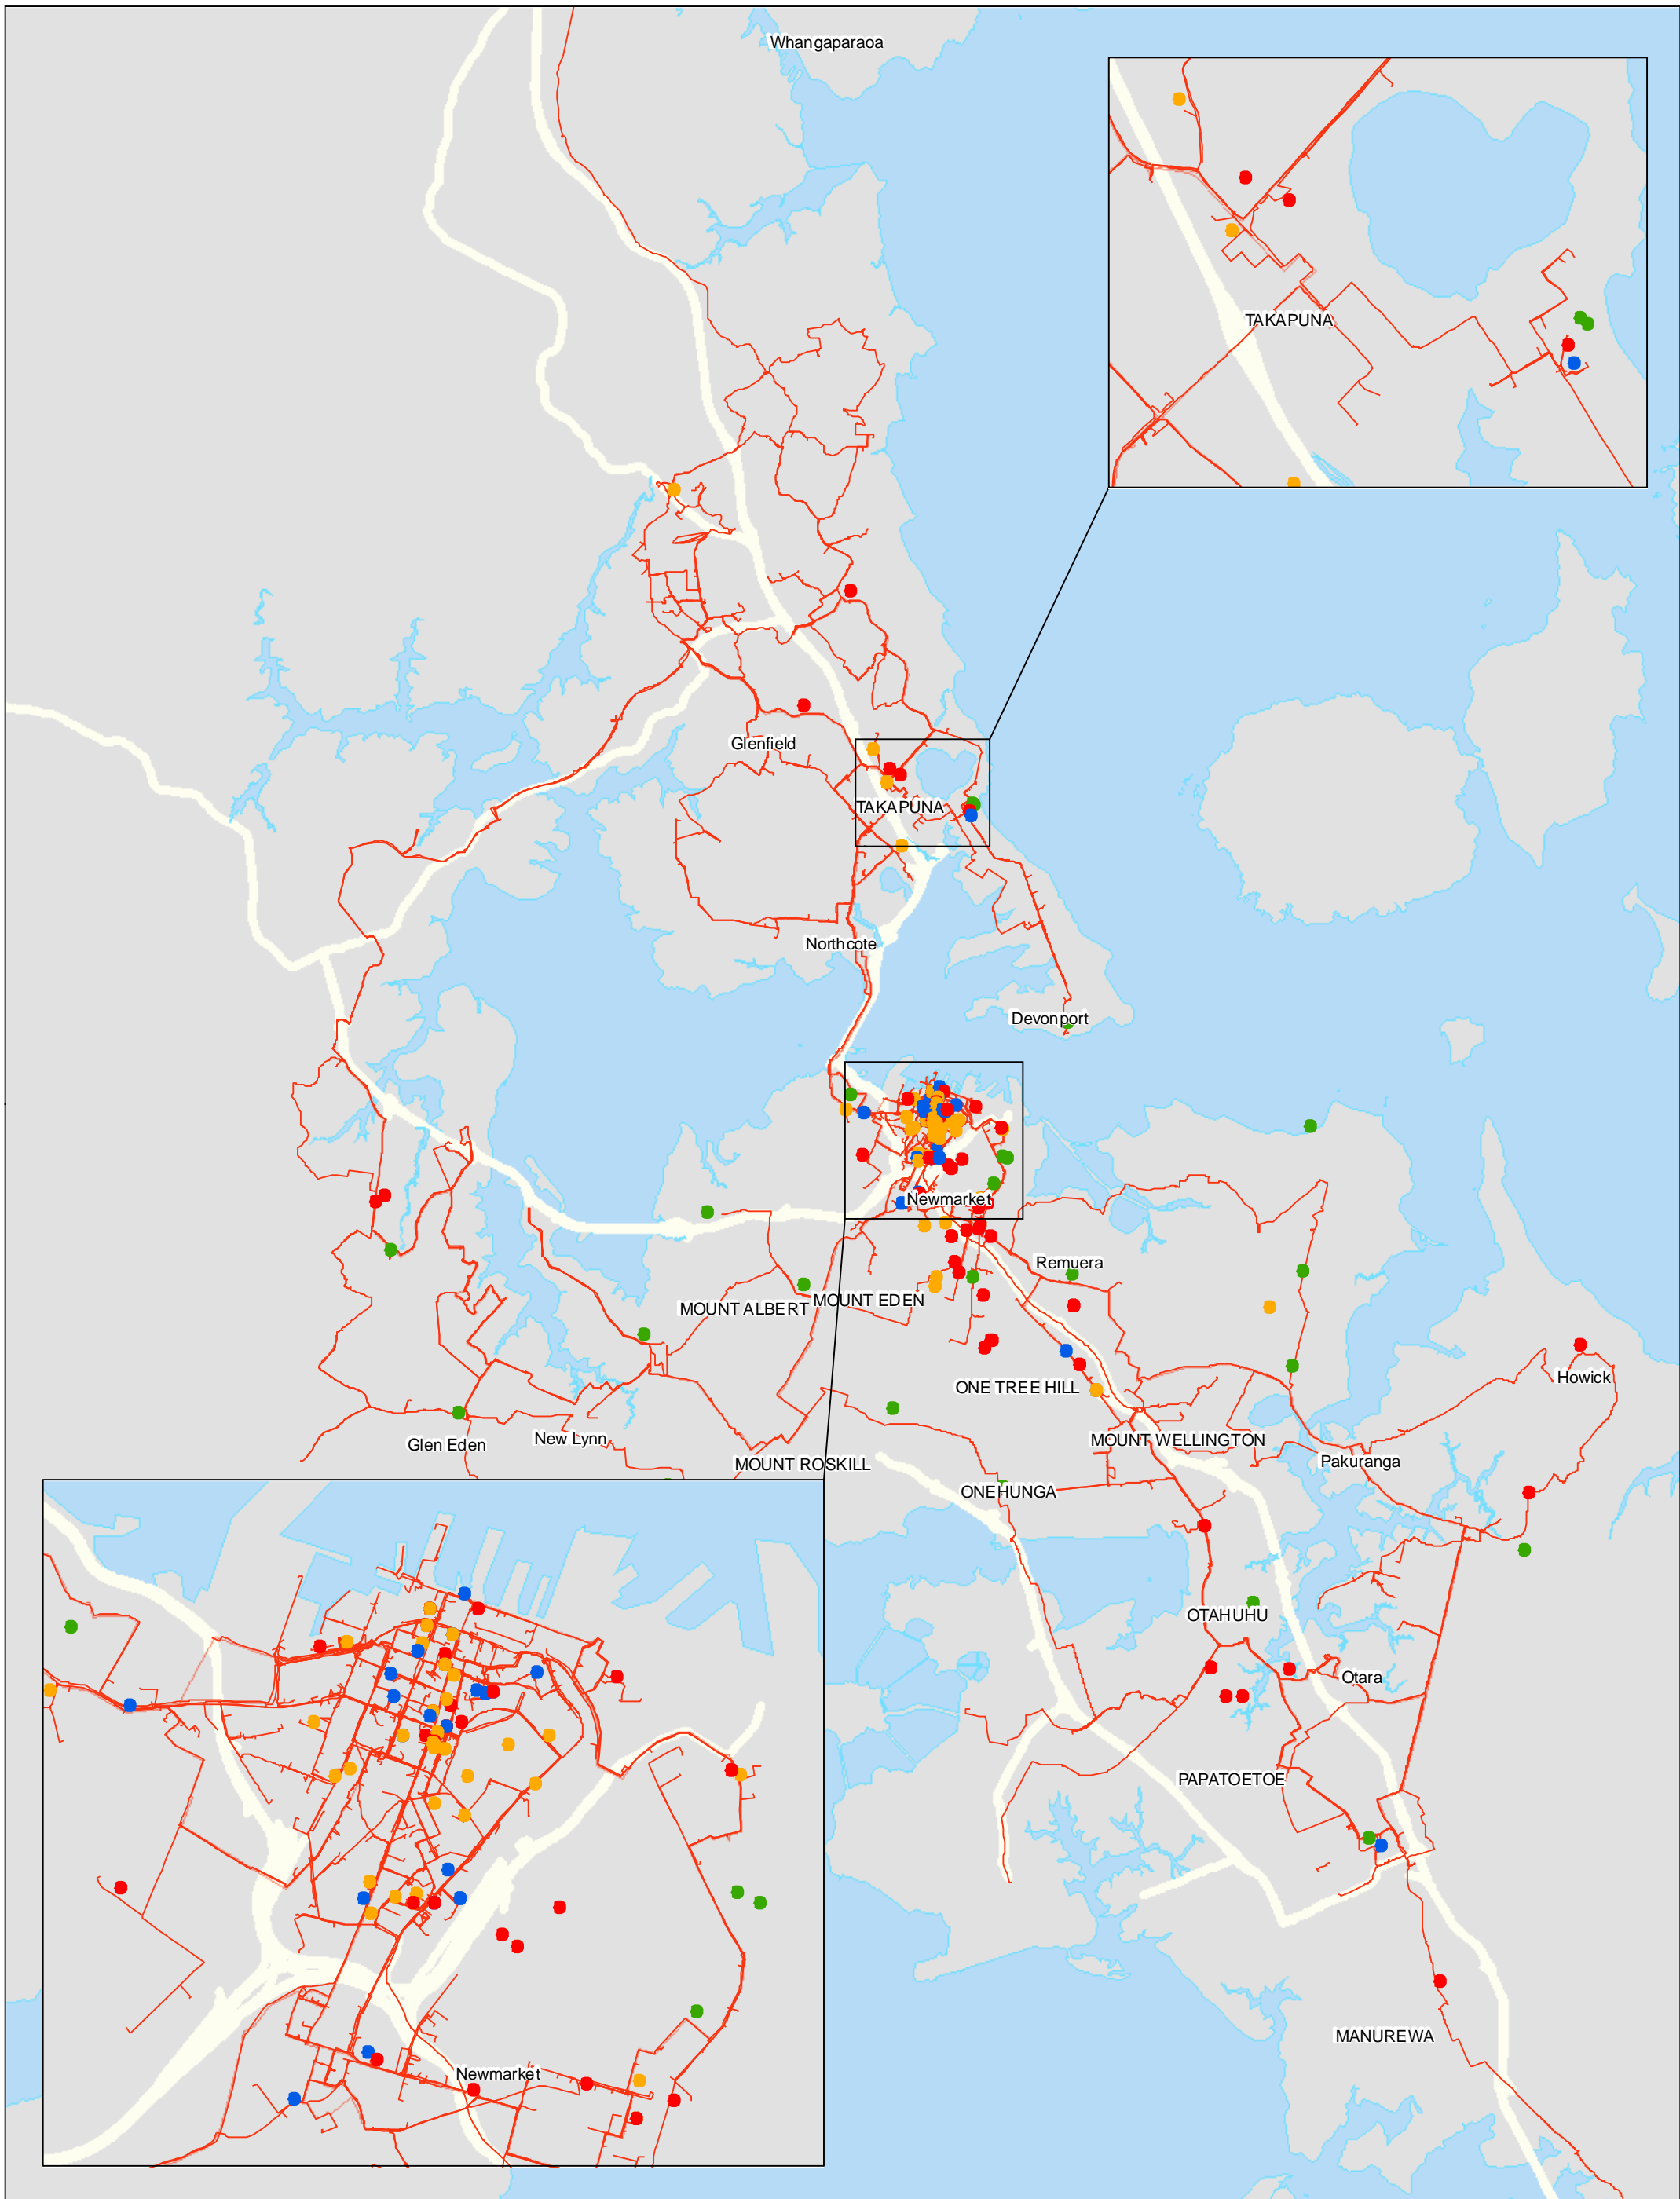 Whangaparaoa
TAKAPUNA
Glenfield
TAKAPUNA
Northcote
Devonport
Newmarket
Remuera
MOUNT ALBERT
MOUNT EDEN
Howick
ONE TREE HILL
Glen Eden
New Lynn
MOUNT WELLINGTON
Pakuranga
MOUNT ROSKILL
ONEHUNGA
OTAHUHU
Otara
PAPATOETOE
MANUREWA
Newmarket